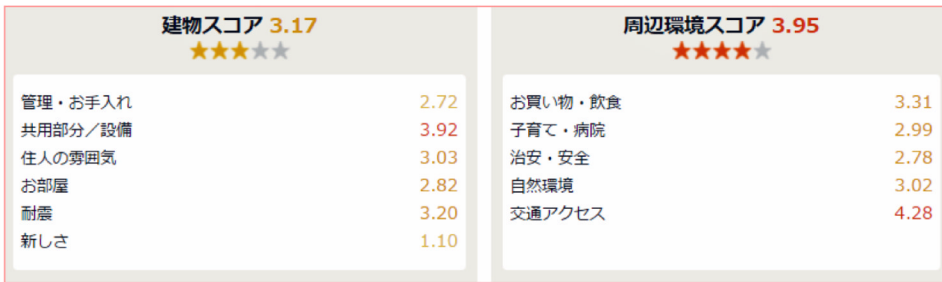 建物スコア 3.17
★★★★★
管理・お手入れ 2.72
共用部分／設備 3.92
住人の雰囲気 3.03
お部屋 2.82
耐震 3.20
新しさ 1.10
周辺環境スコア 3.95
★★★★★
お買い物・飲食 3.31
子育て・病院 2.99
治安・安全 2.78
自然環境 3.02
交通アクセス 4.28